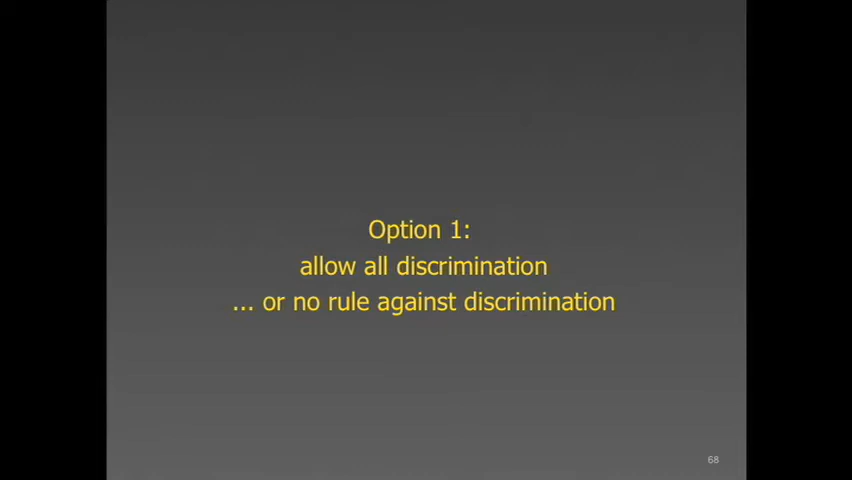 Option 1:
allow all discrimination
... or no rule against discrimination
68